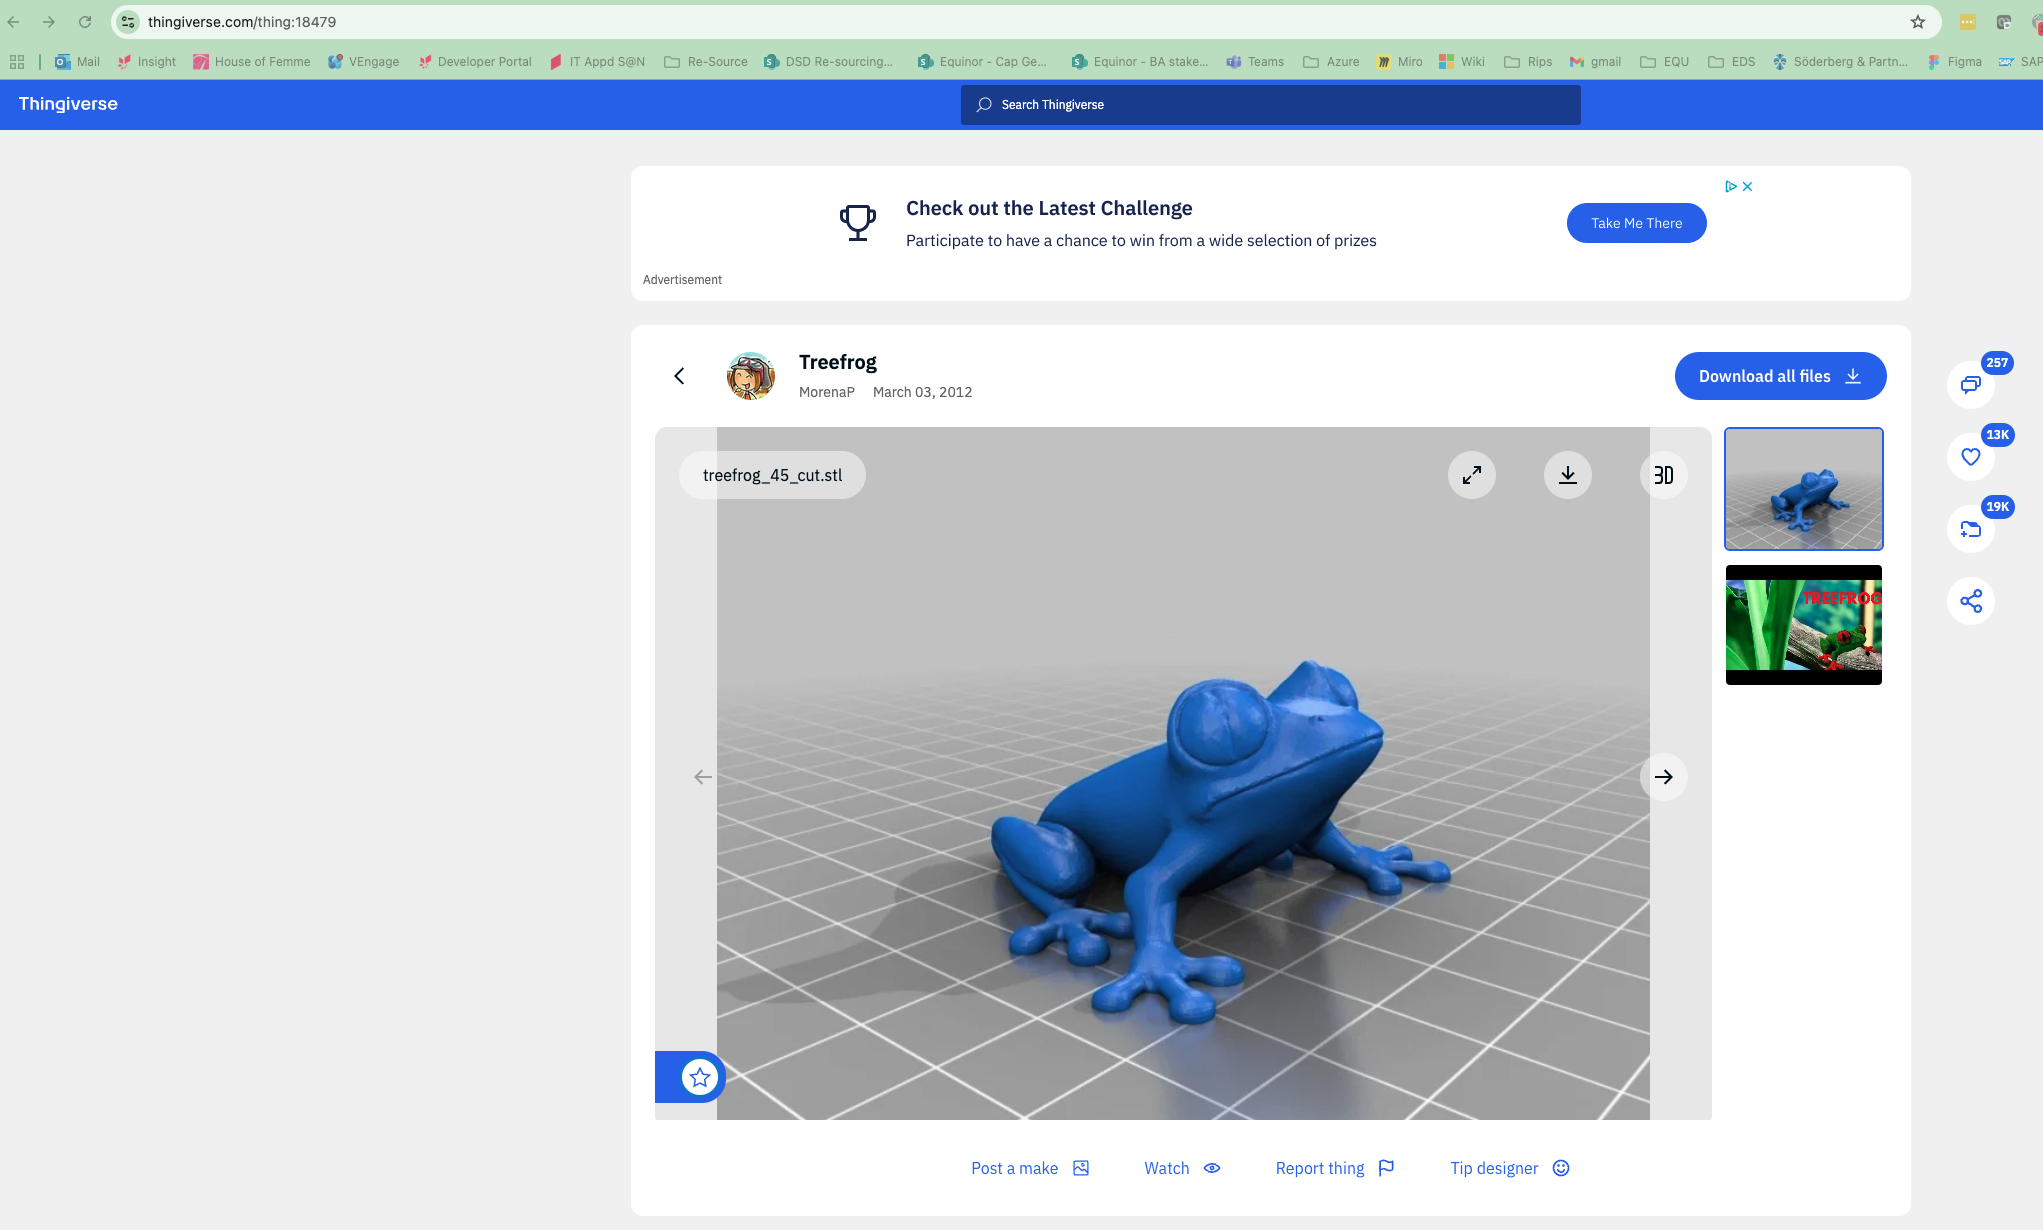 thingiverse.com/thing:18479
Mail Insight House of Femme VEngage Developer Portal IT Appd S@N Re-Source DSD Re-sourcing... Equinor - Cap Ge... Equinor - BA stake... Teams Azure Miro Wiki Rips gmail EQU EDS Söderberg & Partn... Figma SAP
Thingiverse
Search Thingiverse
Check out the Latest Challenge
Participate to have a chance to win from a wide selection of prizes
Take Me There
Advertisement
Treefrog
MorenaP March 03, 2012
Download all files
257
13K
19K
treefrog_45_cut.stl
3D
TREEFROG
Post a make Watch Report thing Tip designer